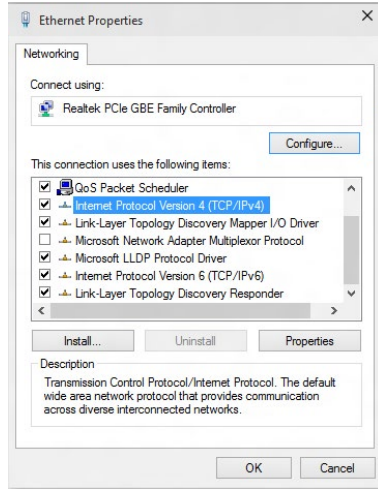 Ethernet Properties
Networking
Connect using:
Realtek PCIe GBE Family Controller
Configure...
This connection uses the following items:
QoS Packet Scheduler
Internet Protocol Version 4 (TCP/IPv4)
Link-Layer Topology Discovery Mapper I/O Driver
Microsoft Network Adapter Multiplexor Protocol
Microsoft LLDP Protocol Driver
Internet Protocol Version 6 (TCP/IPv6)
Link-Layer Topology Discovery Responder
Install... Uninstall Properties
Description
Transmission Control Protocol/Internet Protocol. The default
wide area network protocol that provides communication
across diverse interconnected networks.
OK Cancel